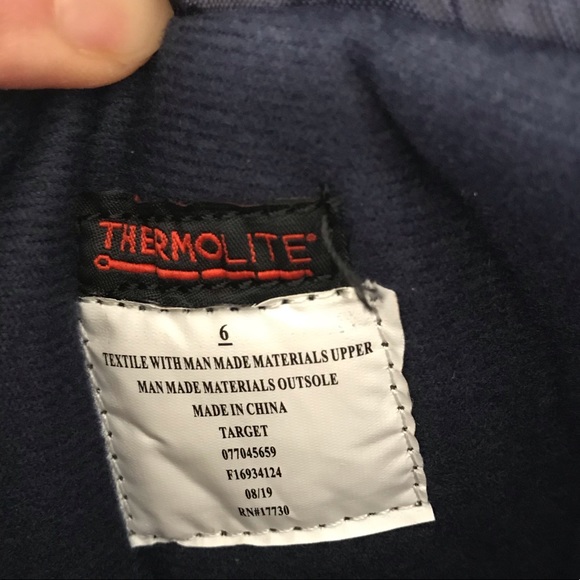 THERMOLITE®
6
TEXTILE WITH MAN MADE MATERIALS UPPER
MAN MADE MATERIALS OUTSOLE
MADE IN CHINA
TARGET
077045659
F16934124
08/19
RN#17730